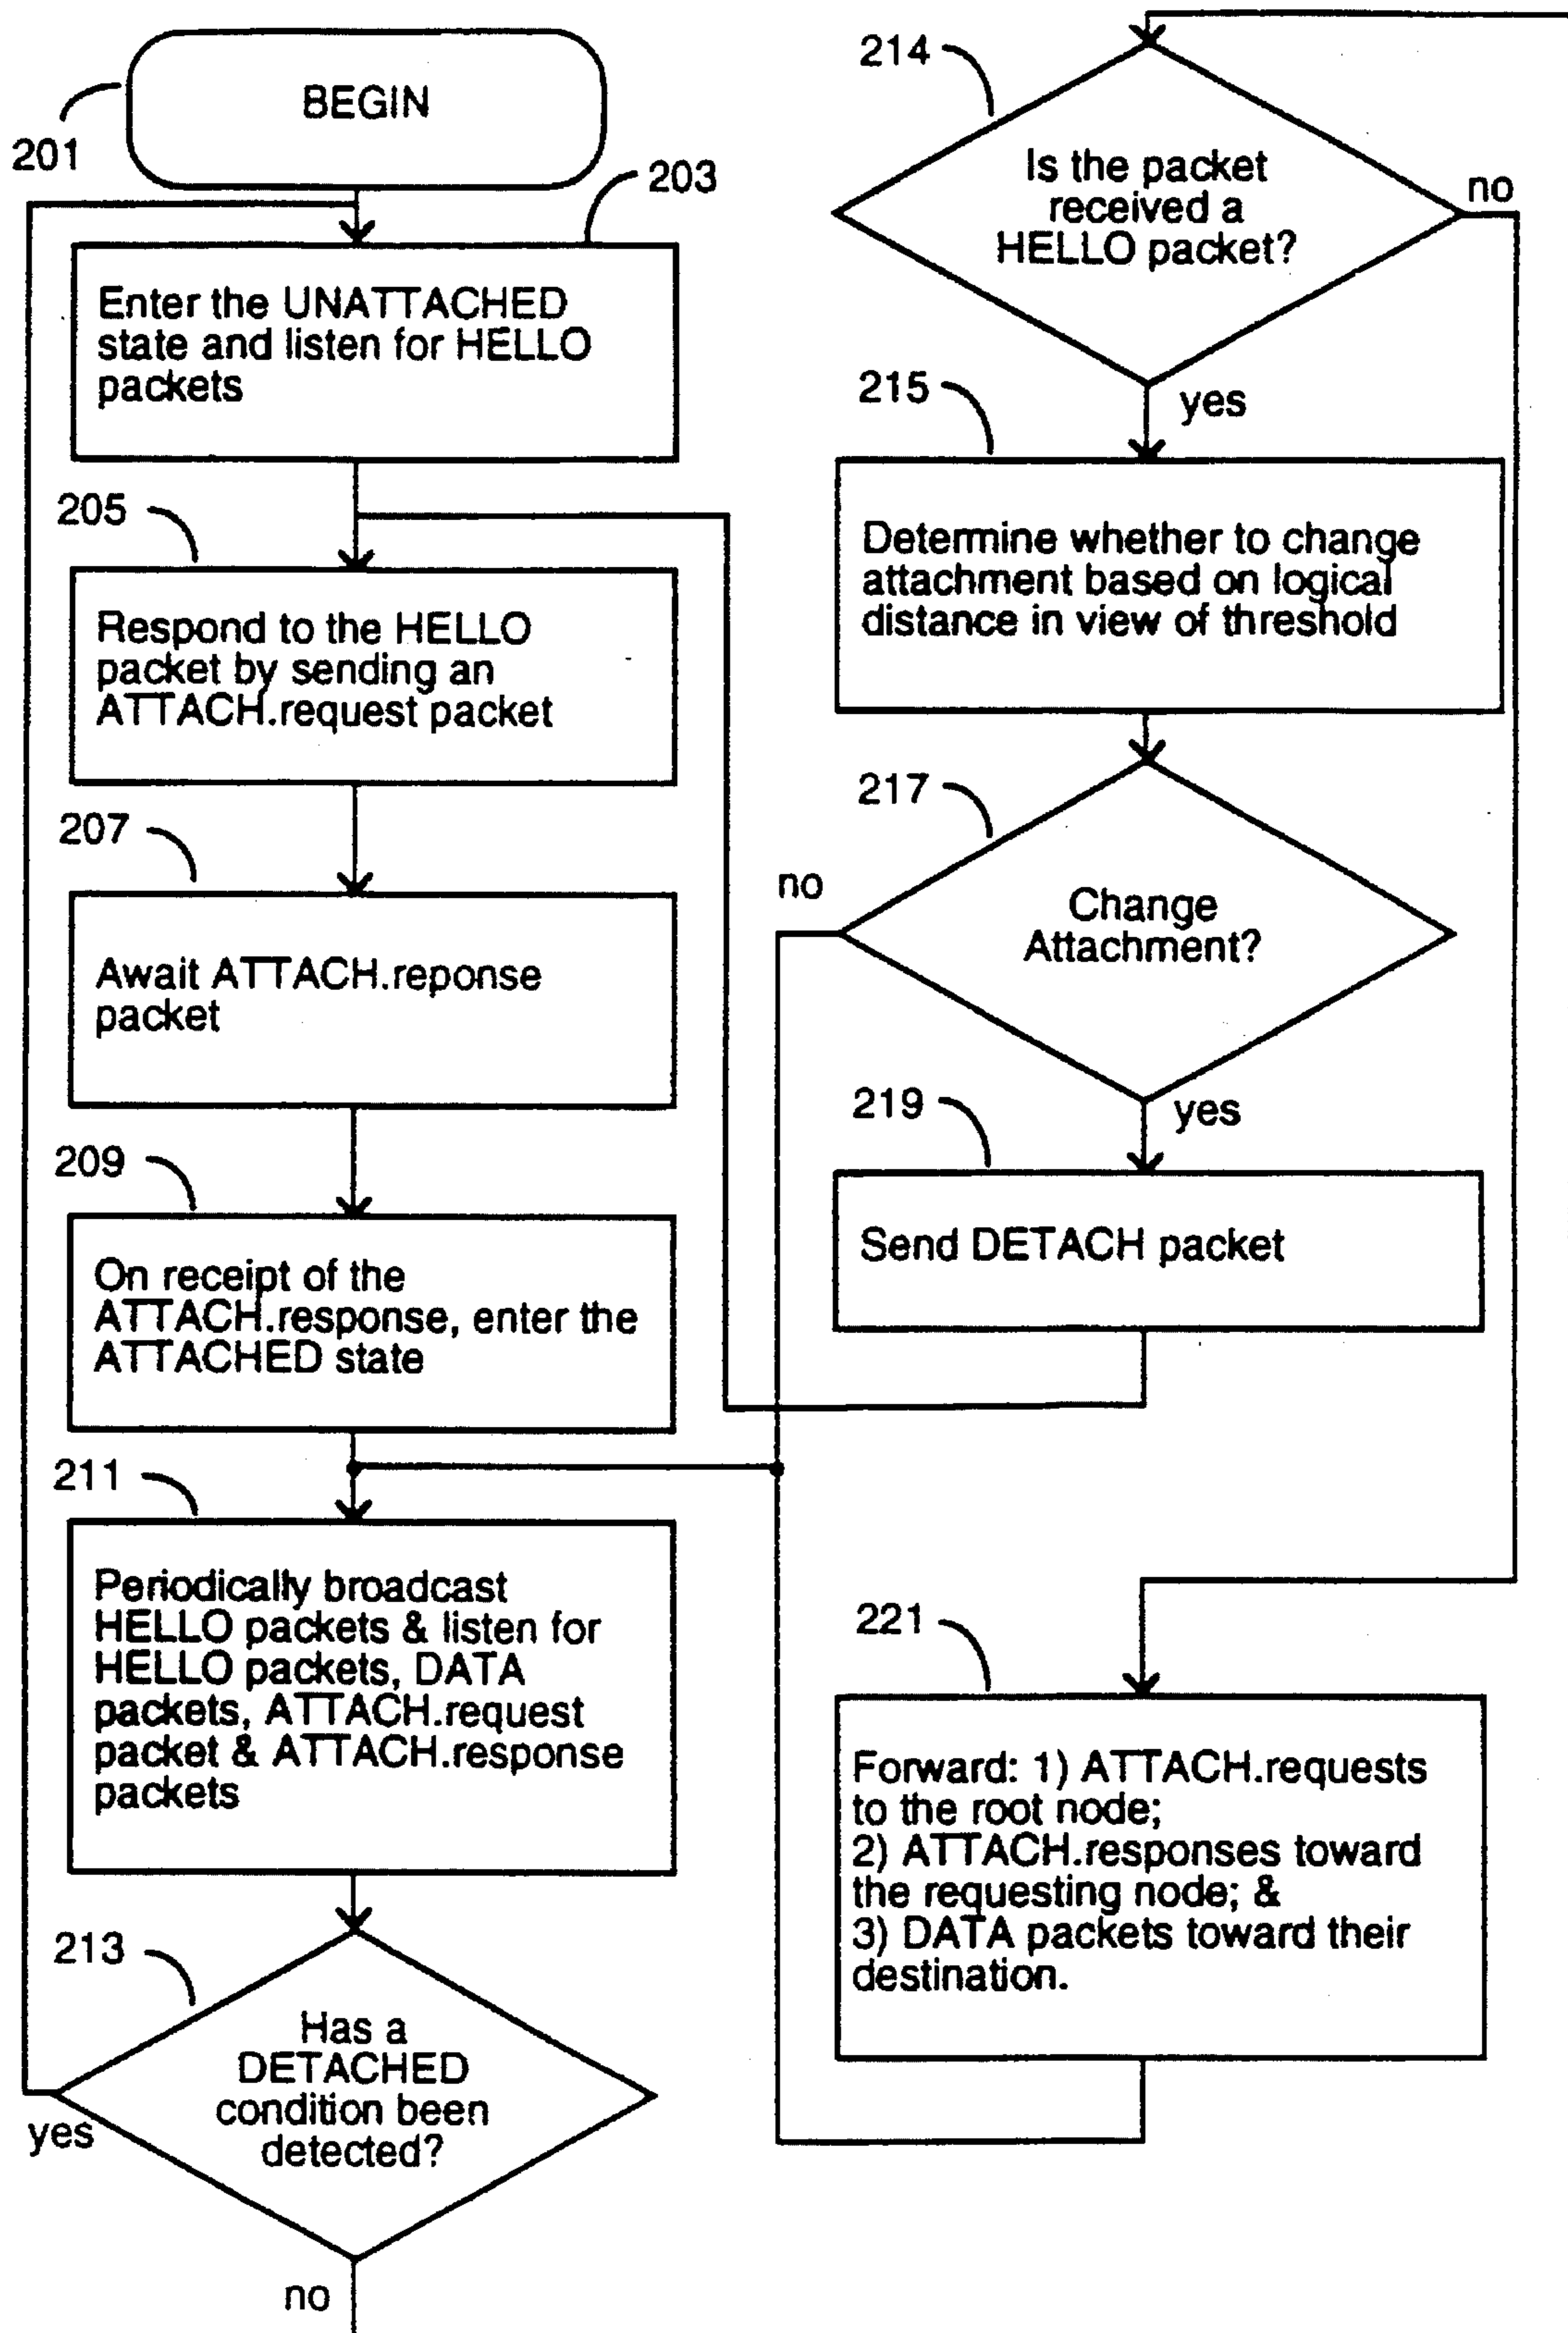 201
BEGIN
203
Enter the UNATTACHED
state and listen for HELLO
packets
205
Respond to the HELLO
packet by sending an
ATTACH.request packet
207
Await ATTACH.reponse
packet
209
On receipt of the
ATTACH.response, enter the
ATTACHED state
211
Periodically broadcast
HELLO packets & listen for
HELLO packets, DATA
packets, ATTACH.request
packet & ATTACH.response
packets
213
Has a
DETACHED
condition been
detected?
yes
no
214
Is the packet
received a
HELLO packet?
no
yes
215
Determine whether to change
attachment based on logical
distance in view of threshold
217
no
Change
Attachment?
yes
219
Send DETACH packet
221
Forward: 1) ATTACH.requests
to the root node;
2) ATTACH.responses toward
the requesting node; &
3) DATA packets toward their
destination.